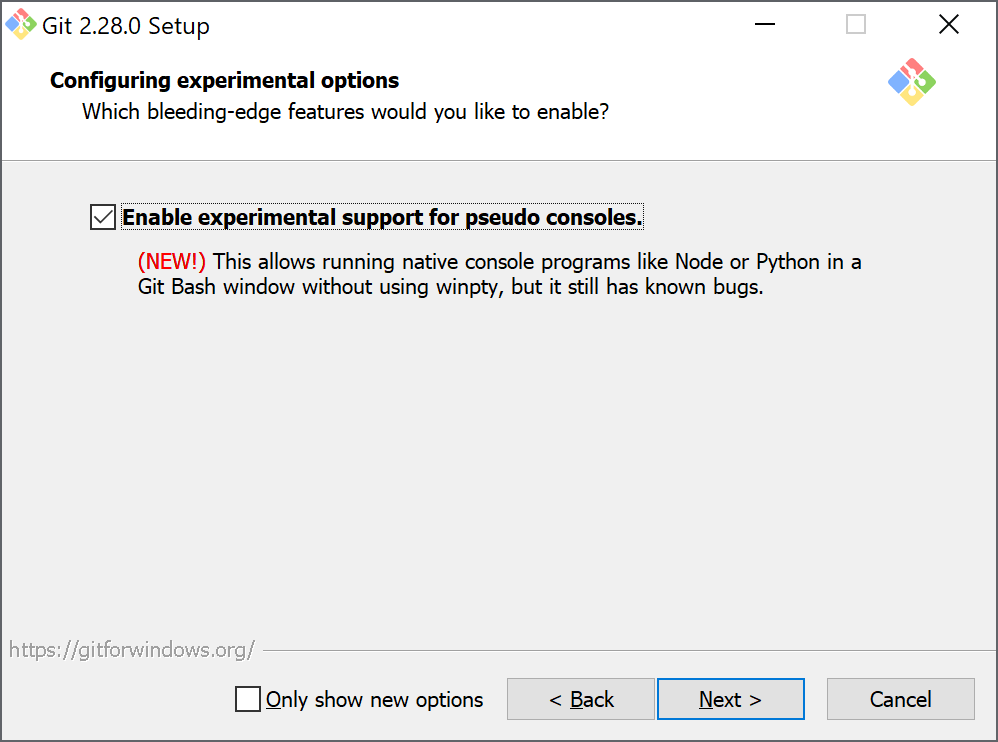 Git 2.28.0 Setup
Configuring experimental options
Which bleeding-edge features would you like to enable?
Enable experimental support for pseudo consoles.
(NEW!) This allows running native console programs like Node or Python in a
Git Bash window without using winpty, but it still has known bugs.
https://gitforwindows.org/
Only show new options
< Back
Next >
Cancel